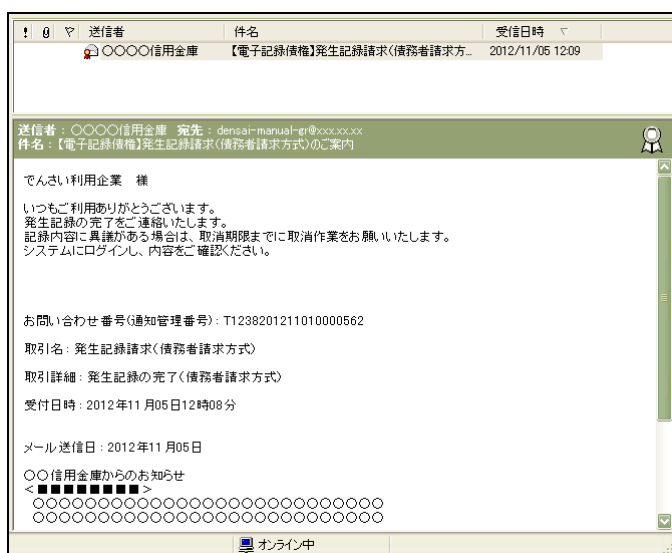 送信者 件名 受信日時
〇〇〇〇信用金庫 【電子記録債権】発生記録請求(債務者請求方... 2012/11/05 12:09
送信者：〇〇〇〇信用金庫 宛先：densai-manual-gr@xxx.xx.xx
件名：【電子記録債権】発生記録請求(債務者請求方式)のご案内
でんさい利用企業 様
いつもご利用ありがとうございます。
発生記録の完了をご連絡いたします。
記録内容に異議がある場合は、取消期限までに取消作業をお願いいたします。
システムにログインし、内容をご確認ください。
お問い合わせ番号(通知管理番号)：T1238201211010000562
取引名：発生記録請求(債務者請求方式)
取引詳細：発生記録の完了(債務者請求方式)
受付日時：2012年11月05日12時08分
メール送信日：2012年11月05日
〇〇信用金庫からのお知らせ
<■■■■■■■■>
〇〇〇〇〇〇〇〇〇〇〇〇〇〇〇〇〇〇〇〇〇〇〇〇〇〇〇
〇〇〇〇〇〇〇〇〇〇〇〇〇〇〇〇〇〇〇〇〇〇〇〇〇〇〇
オンライン中